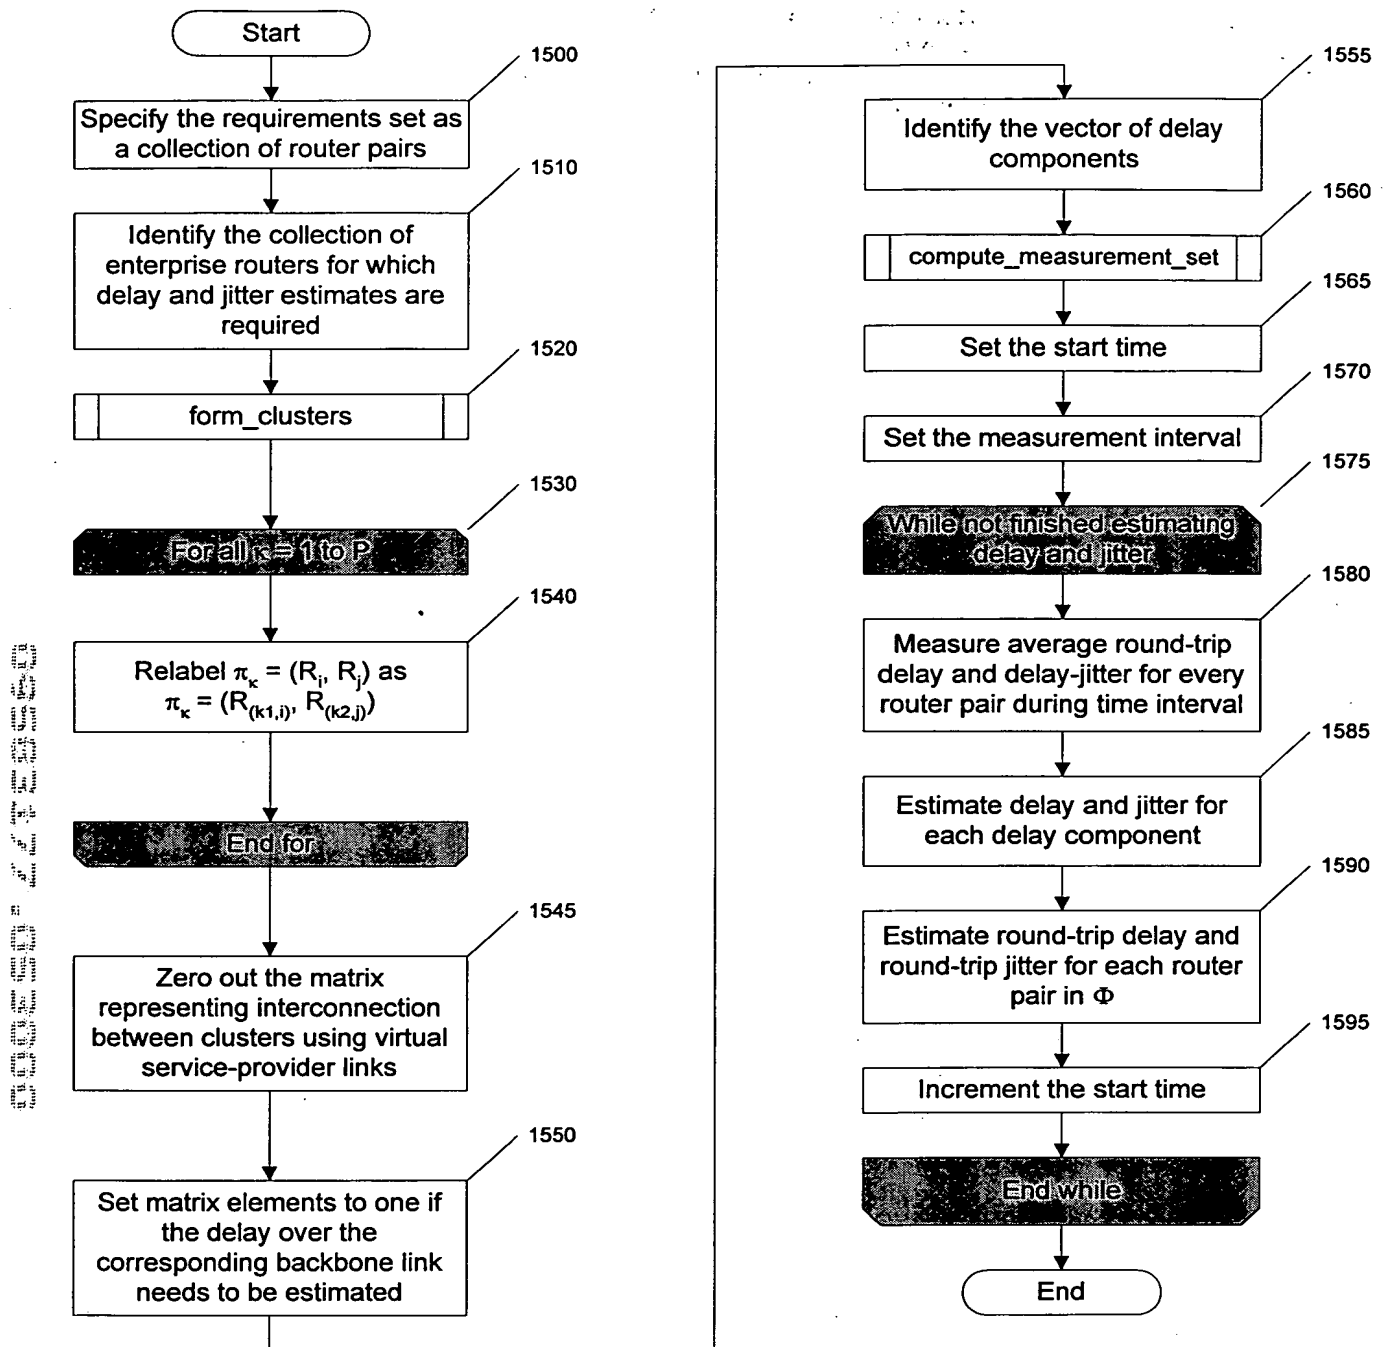 Start
1500
Specify the requirements set as
a collection of router pairs
1510
Identify the collection of
enterprise routers for which
delay and jitter estimates are
required
1520
form_clusters
1530
For all κ = 1 to P
1540
Relabel π_κ = (R_i, R_j) as
π_κ = (R_(k1,i), R_(k2,j))
End for
1545
Zero out the matrix
representing interconnection
between clusters using virtual
service-provider links
1550
Set matrix elements to one if
the delay over the
corresponding backbone link
needs to be estimated
1555
Identify the vector of delay
components
1560
compute_measurement_set
1565
Set the start time
1570
Set the measurement interval
1575
While not finished estimating
delay and jitter
1580
Measure average round-trip
delay and delay-jitter for every
router pair during time interval
1585
Estimate delay and jitter for
each delay component
1590
Estimate round-trip delay and
round-trip jitter for each router
pair in Φ
1595
Increment the start time
End while
End